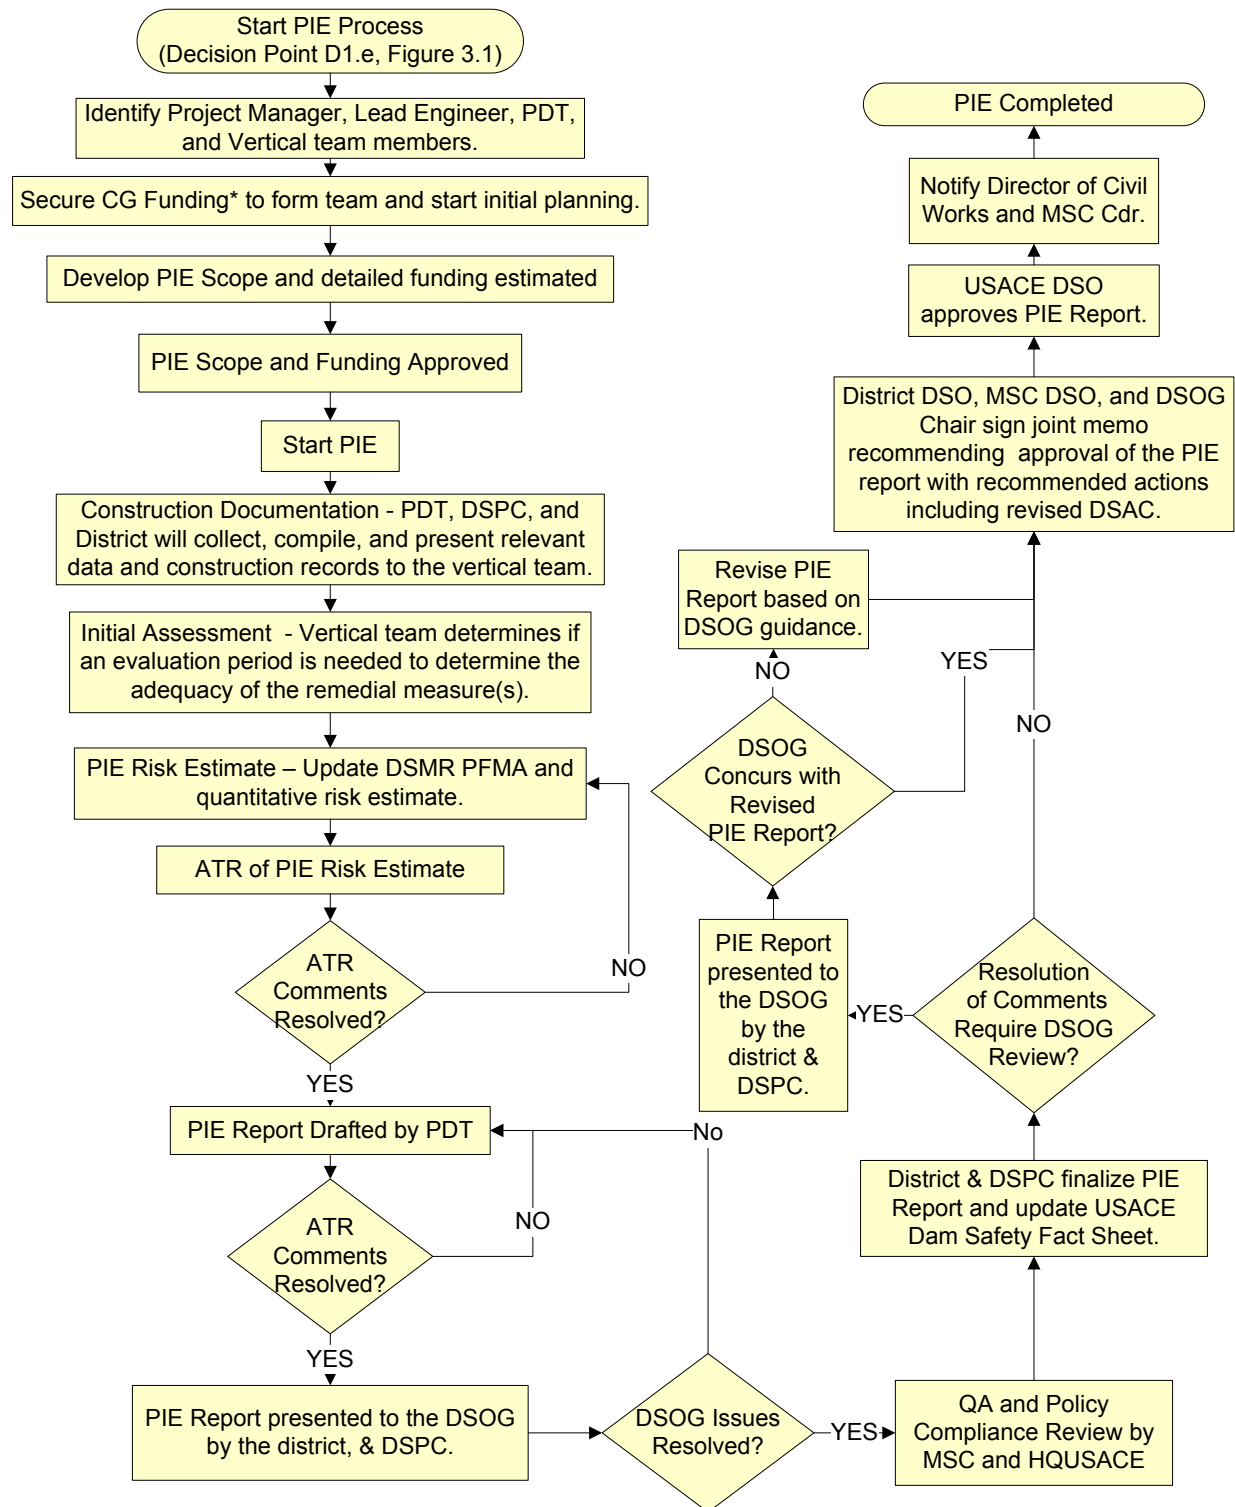 Start PIE Process
(Decision Point D1.e, Figure 3.1)
Identify Project Manager, Lead Engineer, PDT,
and Vertical team members.
Secure CG Funding* to form team and start initial planning.
Develop PIE Scope and detailed funding estimated
PIE Scope and Funding Approved
Start PIE
Construction Documentation - PDT, DSPC, and
District will collect, compile, and present relevant
data and construction records to the vertical team.
Initial Assessment - Vertical team determines if
an evaluation period is needed to determine the
adequacy of the remedial measure(s).
PIE Risk Estimate – Update DSMR PFMA and
quantitative risk estimate.
ATR of PIE Risk Estimate
ATR
Comments
Resolved?
NO
YES
PIE Report Drafted by PDT
ATR
Comments
Resolved?
NO
YES
PIE Report presented to the DSOG
by the district, & DSPC.
DSOG Issues
Resolved?
No
YES
QA and Policy
Compliance Review by
MSC and HQUSACE
District & DSPC finalize PIE
Report and update USACE
Dam Safety Fact Sheet.
Resolution
of Comments
Require DSOG
Review?
YES
NO
PIE Report
presented to
the DSOG
by the
district &
DSPC.
DSOG
Concurs with
Revised
PIE Report?
NO
YES
Revise PIE
Report based on
DSOG guidance.
District DSO, MSC DSO, and DSOG
Chair sign joint memo
recommending approval of the PIE
report with recommended actions
including revised DSAC.
USACE DSO
approves PIE Report.
Notify Director of Civil
Works and MSC Cdr.
PIE Completed